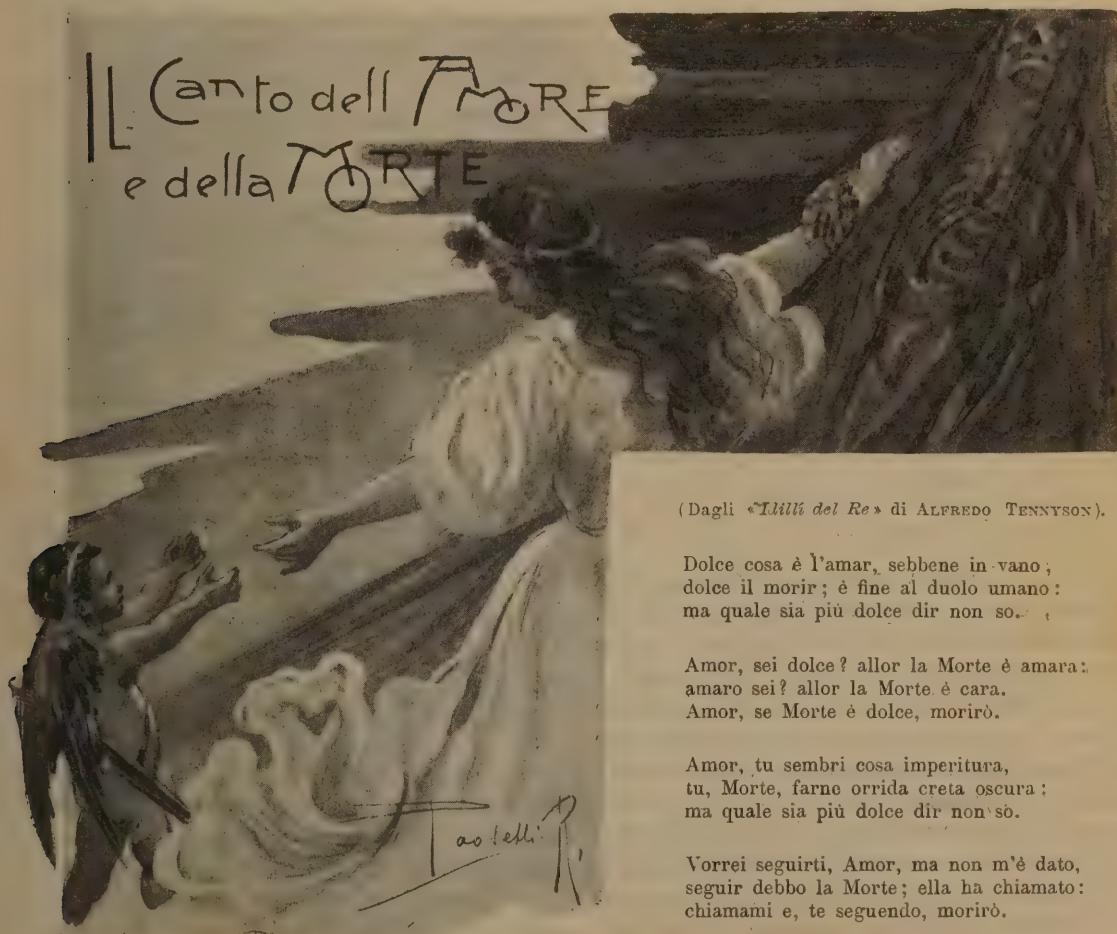 IL Canto dell AMORE
e della MORTE
(Dagli «Idilli del Re» di ALFREDO TENNYSON).
Dolce cosa è l'amar, sebbene in vano;
dolce il morir; è fine al duolo umano:
ma quale sia più dolce dir non so.
Amor, sei dolce? allor la Morte è amara:
amaro sei? allor la Morte è cara.
Amor, se Morte è dolce, morirò.
Amor, tu sembri cosa imperitura,
tu, Morte, farne orrida creta oscura:
ma quale sia più dolce dir non sò.
Vorrei seguirti, Amor, ma non m'è dato,
seguir debbo la Morte; ella ha chiamato:
chiamami e, te seguendo, morirò.
Paoletti R.